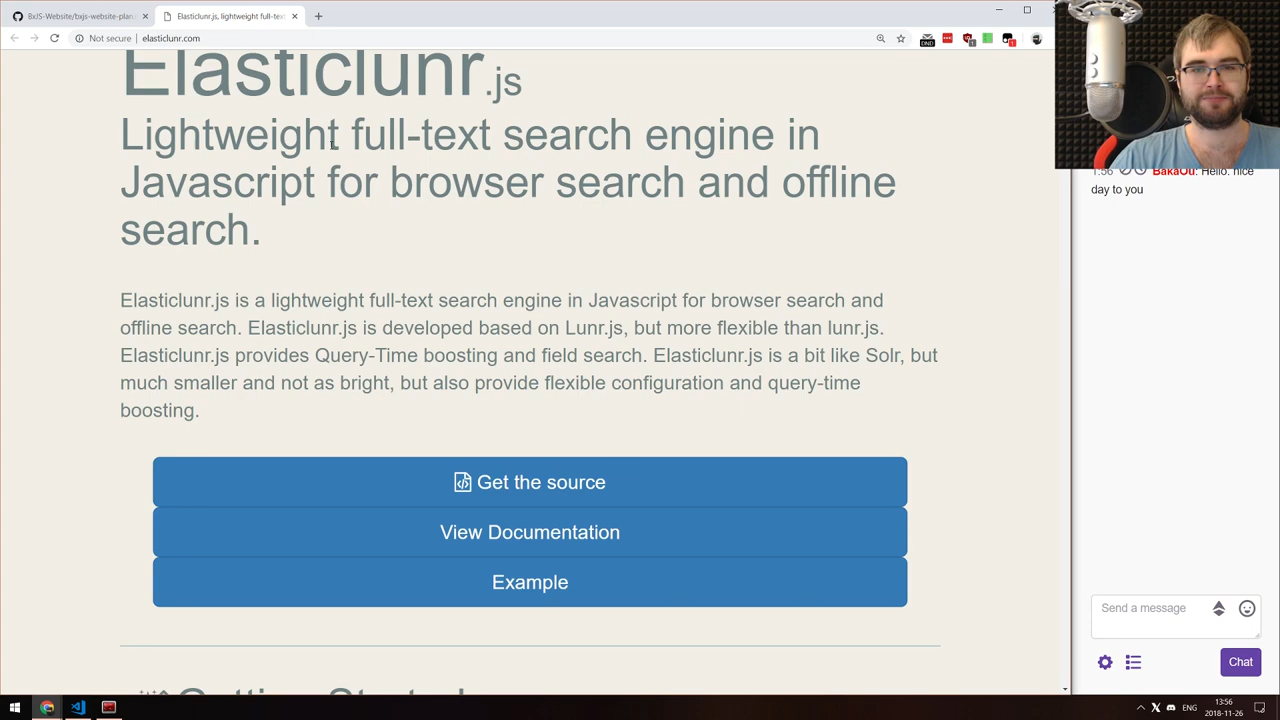 BxJS-Website/bxjs-website-plan
Elasticlunr.js, lightweight full-text
Not secure | elasticlunr.com
Elasticlunr.js
Lightweight full-text search engine in
Javascript for browser search and offline
search.
Elasticlunr.js is a lightweight full-text search engine in Javascript for browser search and
offline search. Elasticlunr.js is developed based on Lunr.js, but more flexible than lunr.js.
Elasticlunr.js provides Query-Time boosting and field search. Elasticlunr.js is a bit like Solr, but
much smaller and not as bright, but also provide flexible configuration and query-time
boosting.
Get the source
View Documentation
Example
Getting Started
1:56 BakaOu: Hello. nice
day to you
Send a message
Chat
ENG
13:56
2018-11-26